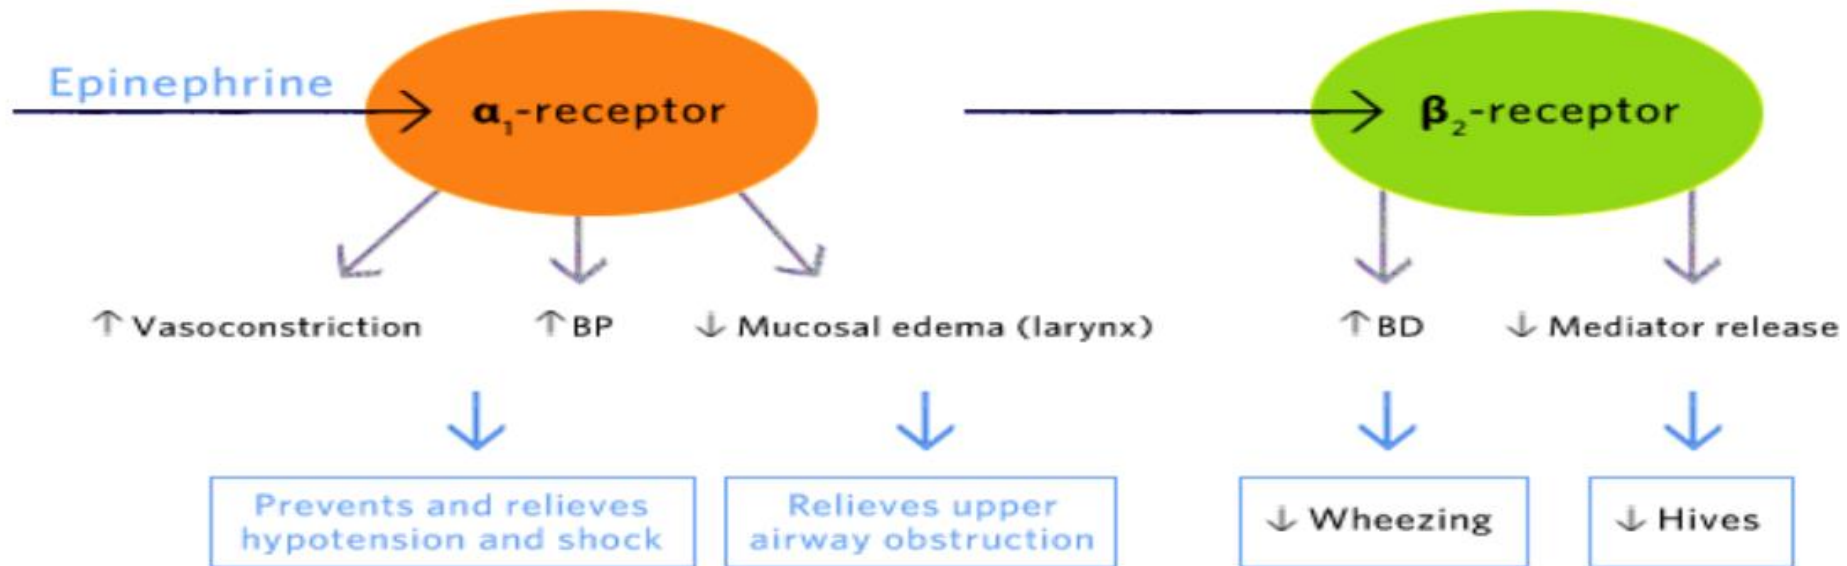 Epinephrine
α₁-receptor
β₂-receptor
↑ Vasoconstriction
↑ BP
↓ Mucosal edema (larynx)
↑ BD
↓ Mediator release
Prevents and relieves
hypotension and shock
Relieves upper
airway obstruction
↓ Wheezing
↓ Hives